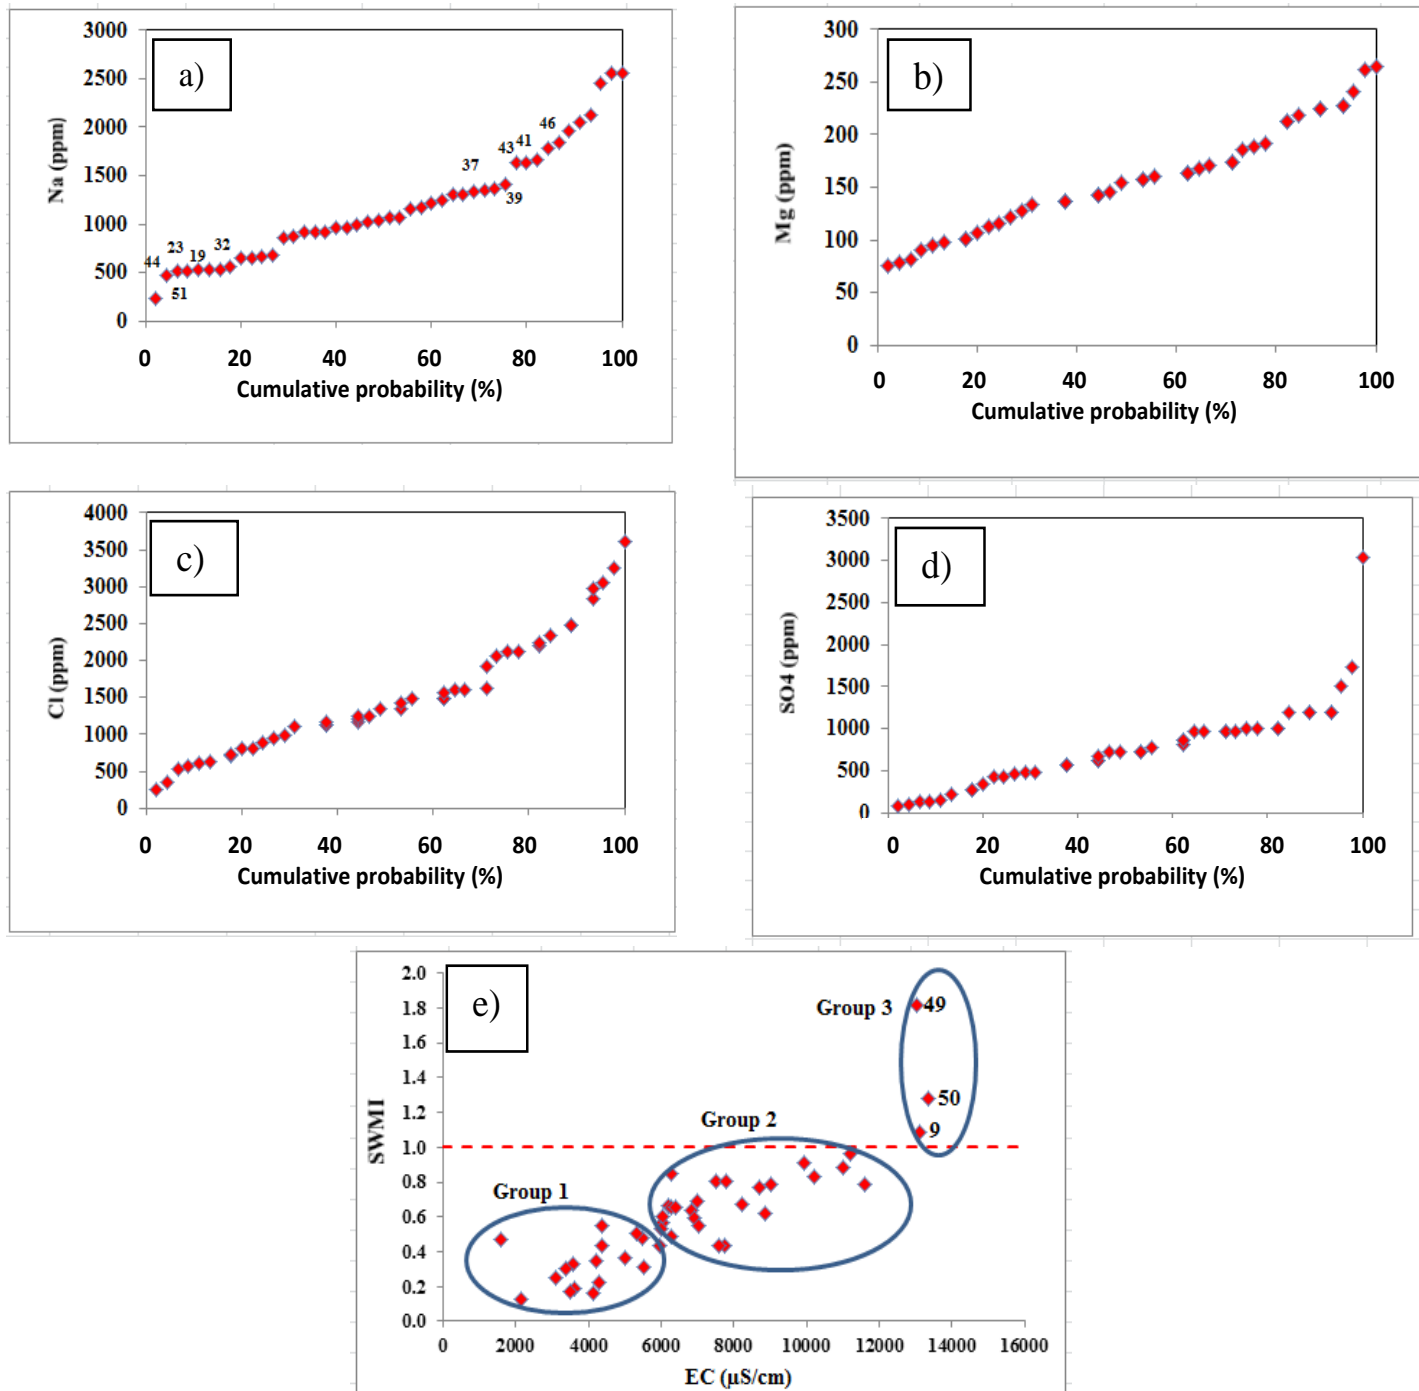 3000
2500
2000
1500
1000
500
0
Na (ppm)
a)
44
23
51
19
32
37
39
43
41
46
0 20 40 60 80 100
Cumulative probability (%)
300
250
200
150
100
50
0
Mg (ppm)
b)
0 20 40 60 80 100
Cumulative probability (%)
4000
3500
3000
2500
2000
1500
1000
500
0
Cl (ppm)
c)
0 20 40 60 80 100
Cumulative probability (%)
3500
3000
2500
2000
1500
1000
500
0
SO4 (ppm)
d)
0 20 40 60 80 100
Cumulative probability (%)
2.0
1.8
1.6
1.4
1.2
1.0
0.8
0.6
0.4
0.2
0.0
SWMI
e)
Group 1
Group 2
Group 3
49
50
9
0 2000 4000 6000 8000 10000 12000 14000 16000
EC (µS/cm)